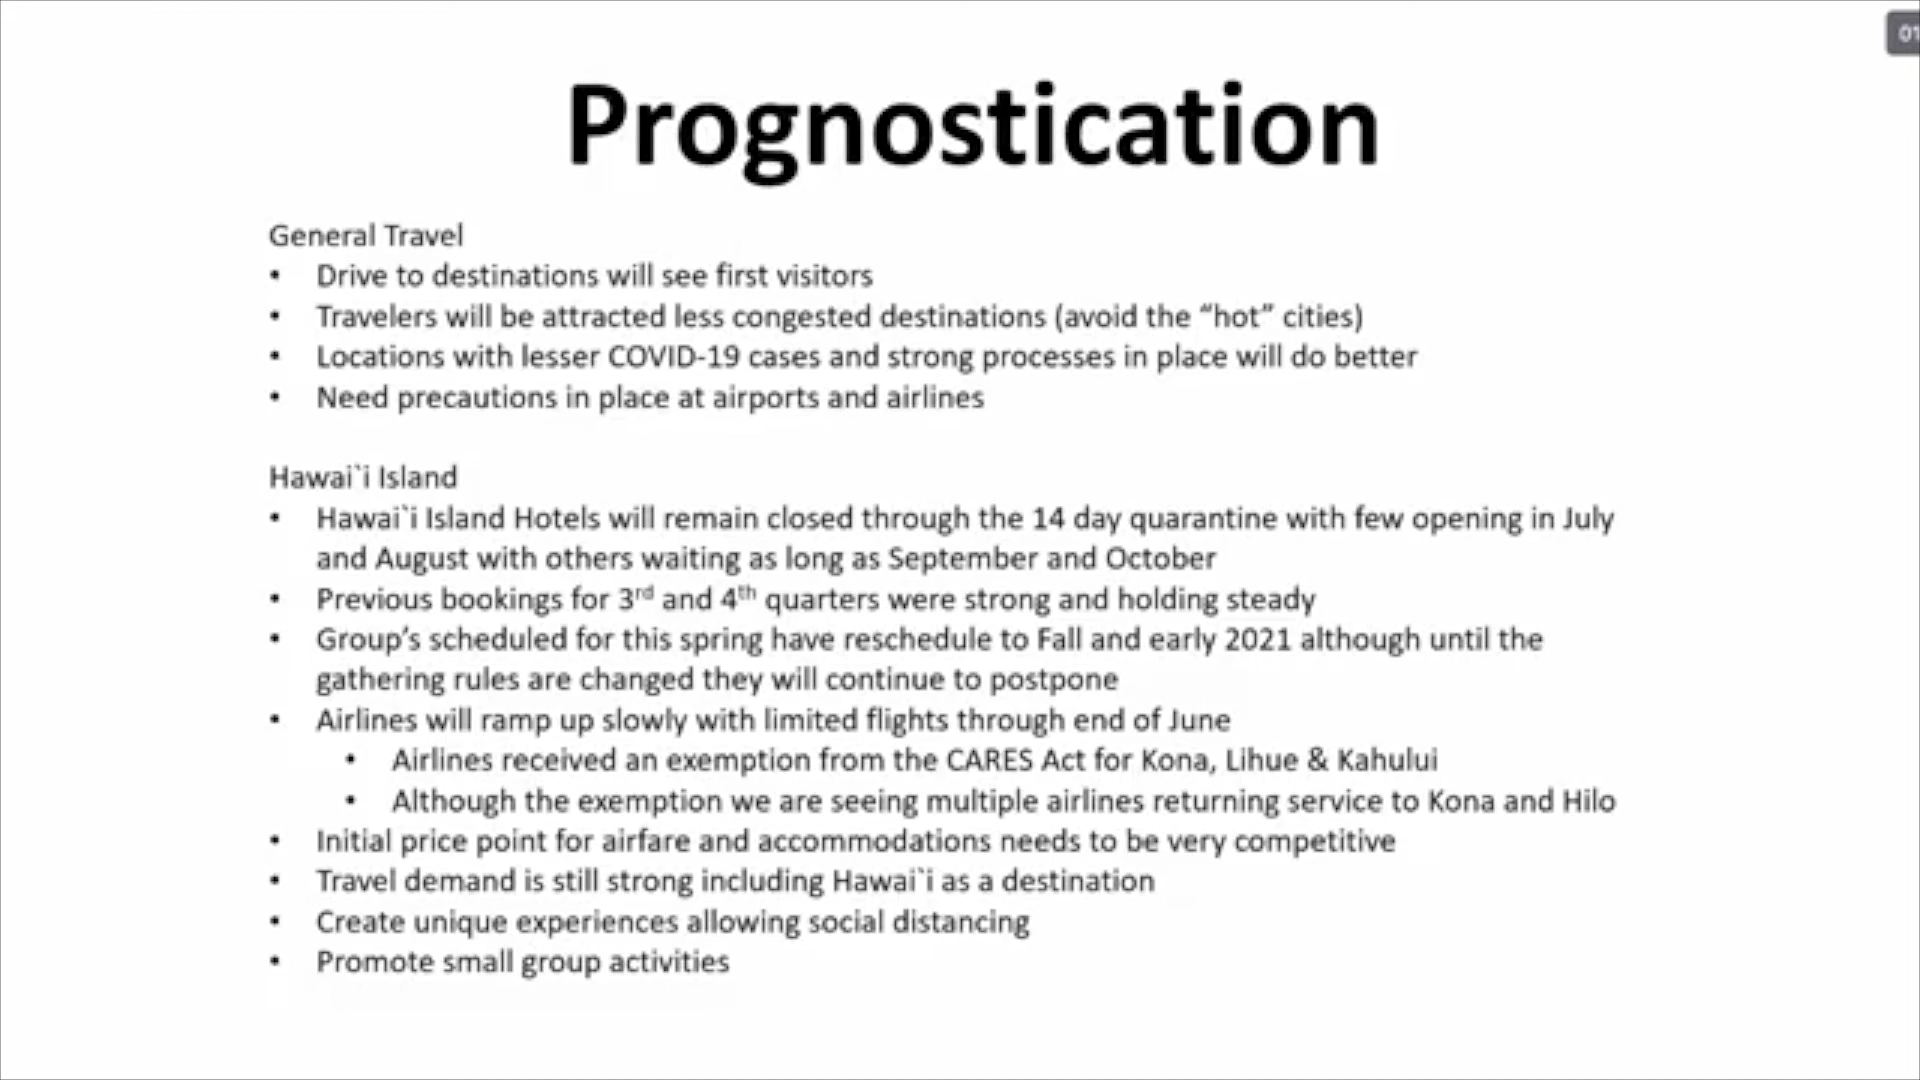 01
Prognostication
General Travel
• Drive to destinations will see first visitors
• Travelers will be attracted less congested destinations (avoid the “hot” cities)
• Locations with lesser COVID-19 cases and strong processes in place will do better
• Need precautions in place at airports and airlines
Hawai`i Island
• Hawai`i Island Hotels will remain closed through the 14 day quarantine with few opening in July
and August with others waiting as long as September and October
• Previous bookings for 3rd and 4th quarters were strong and holding steady
• Group’s scheduled for this spring have reschedule to Fall and early 2021 although until the
gathering rules are changed they will continue to postpone
• Airlines will ramp up slowly with limited flights through end of June
• Airlines received an exemption from the CARES Act for Kona, Lihue & Kahului
• Although the exemption we are seeing multiple airlines returning service to Kona and Hilo
• Initial price point for airfare and accommodations needs to be very competitive
• Travel demand is still strong including Hawai`i as a destination
• Create unique experiences allowing social distancing
• Promote small group activities